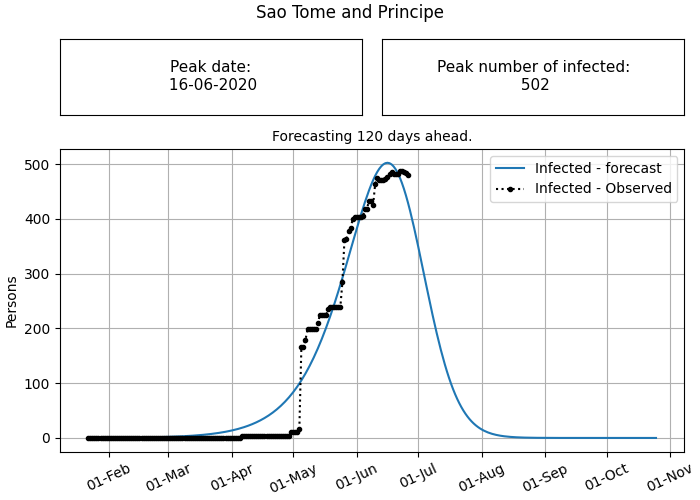 Sao Tome and Principe
Peak date:
16-06-2020
Peak number of infected:
502
Forecasting 120 days ahead.
Infected - forecast
Infected - Observed
Persons
500
400
300
200
100
0
01-Feb
01-Mar
01-Apr
01-May
01-Jun
01-Jul
01-Aug
01-Sep
01-Oct
01-Nov